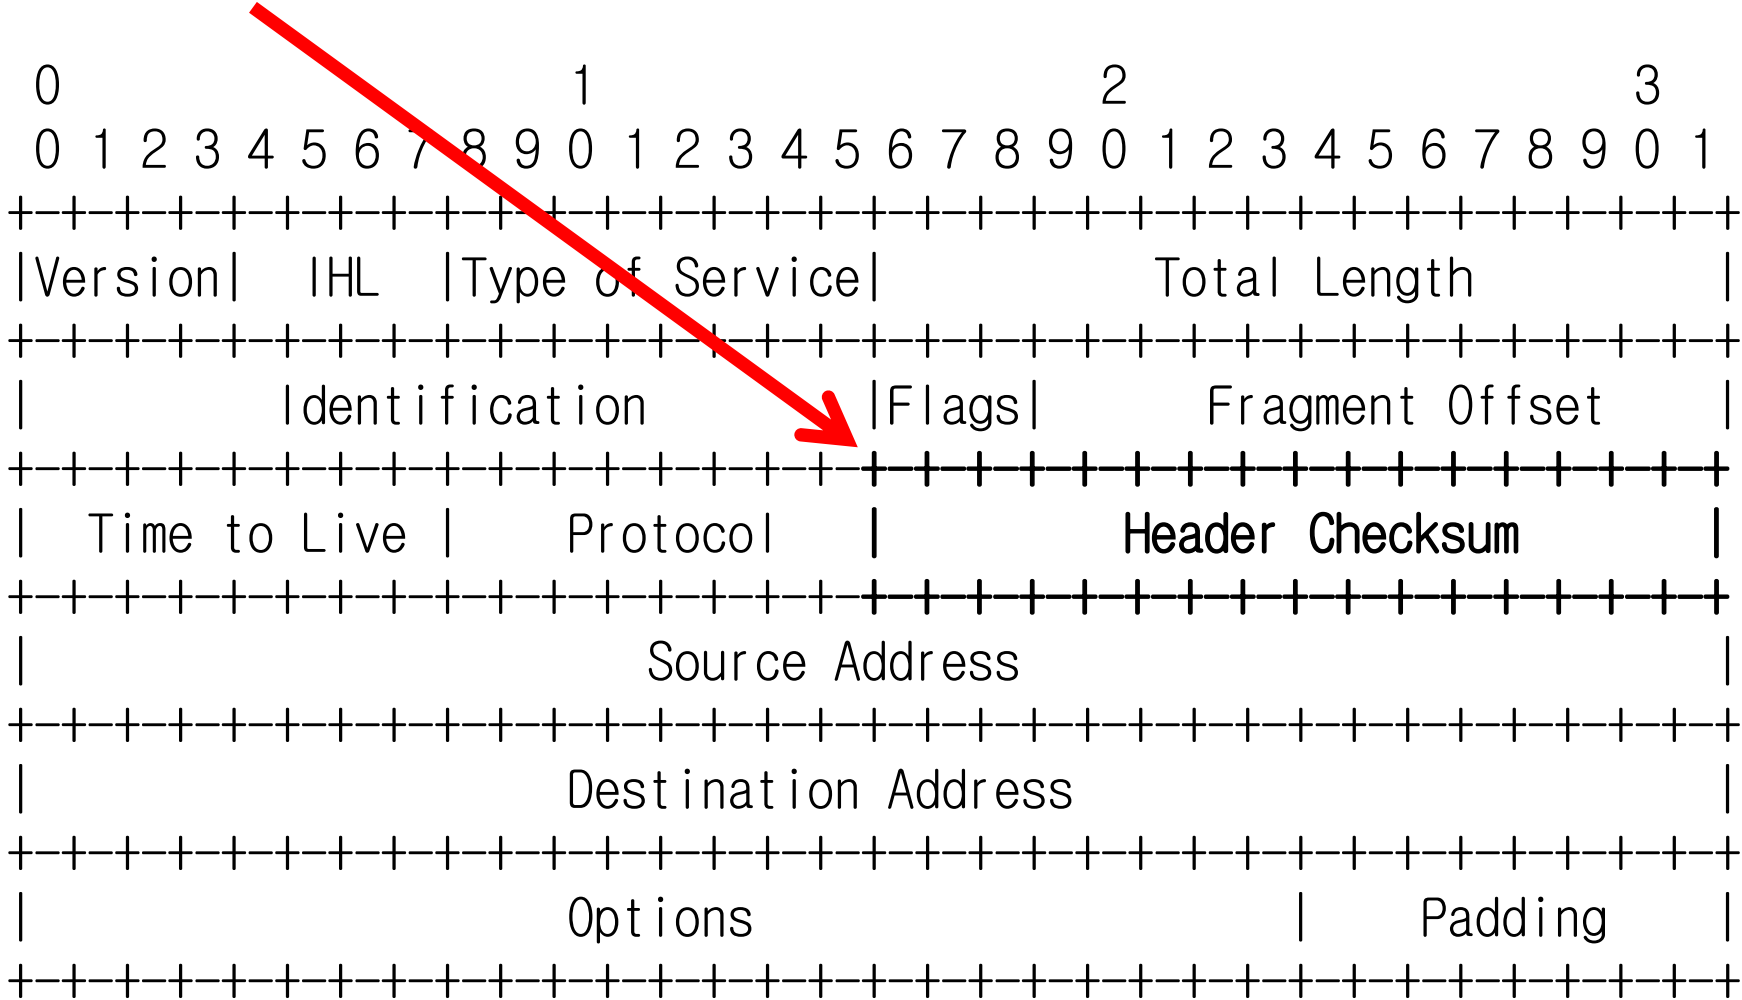 0                   1                   2                   3
0 1 2 3 4 5 6 7 8 9 0 1 2 3 4 5 6 7 8 9 0 1 2 3 4 5 6 7 8 9 0 1
+-+-+-+-+-+-+-+-+-+-+-+-+-+-+-+-+-+-+-+-+-+-+-+-+-+-+-+-+-+-+-+-+
|Version|  IHL  |Type of Service|          Total Length         |
+-+-+-+-+-+-+-+-+-+-+-+-+-+-+-+-+-+-+-+-+-+-+-+-+-+-+-+-+-+-+-+-+
|         Identification        |Flags|      Fragment Offset    |
+-+-+-+-+-+-+-+-+-+-+-+-+-+-+-+-+-+-+-+-+-+-+-+-+-+-+-+-+-+-+-+-+
|  Time to Live |    Protocol   |         Header Checksum       |
+-+-+-+-+-+-+-+-+-+-+-+-+-+-+-+-+-+-+-+-+-+-+-+-+-+-+-+-+-+-+-+-+
|                       Source Address                          |
+-+-+-+-+-+-+-+-+-+-+-+-+-+-+-+-+-+-+-+-+-+-+-+-+-+-+-+-+-+-+-+-+
|                    Destination Address                        |
+-+-+-+-+-+-+-+-+-+-+-+-+-+-+-+-+-+-+-+-+-+-+-+-+-+-+-+-+-+-+-+-+
|                    Options                    |    Padding    |
+-+-+-+-+-+-+-+-+-+-+-+-+-+-+-+-+-+-+-+-+-+-+-+-+-+-+-+-+-+-+-+-+